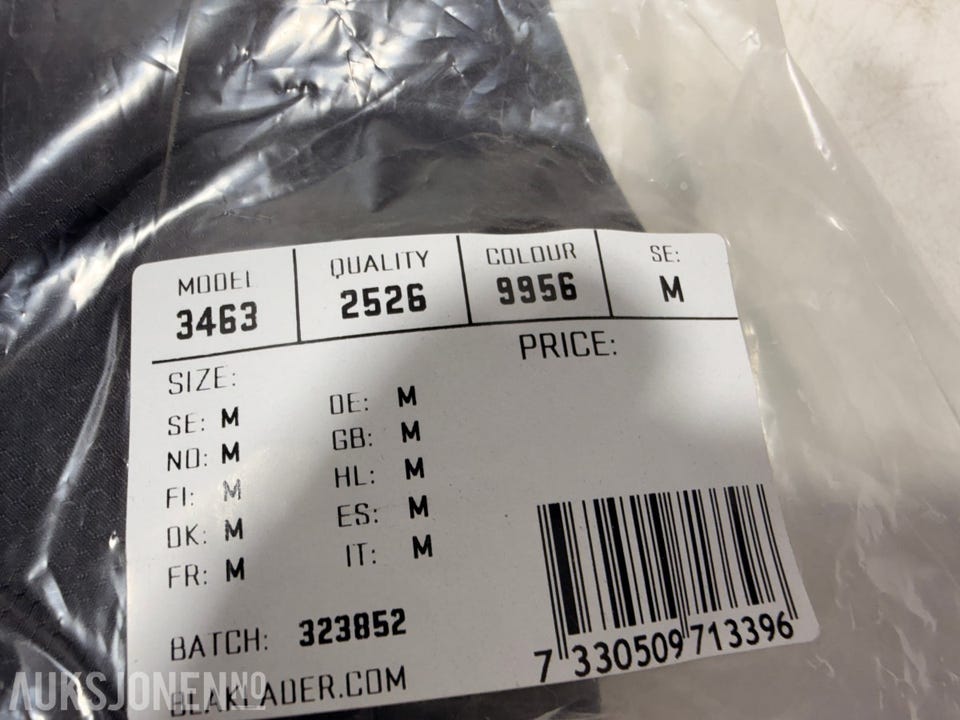 MODEL QUALITY COLOUR SE:
3463 2526 9956 M
PRICE:
SIZE:
SE: M DE: M
NO: M GB: M
FI: M HL: M
DK: M ES: M
FR: M IT: M
BATCH: 323852
7 330509 713396
BLAKLADER.COM
AUKSJONEN.NO